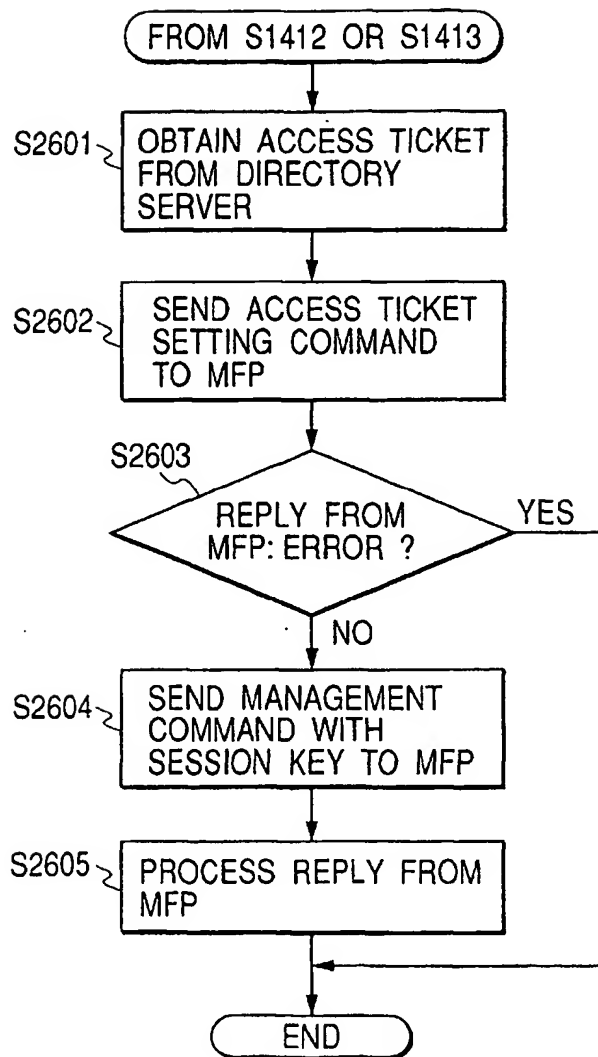 FROM S1412 OR S1413
S2601
OBTAIN ACCESS TICKET
FROM DIRECTORY
SERVER
S2602
SEND ACCESS TICKET
SETTING COMMAND
TO MFP
S2603
REPLY FROM
MFP: ERROR ?
YES
NO
S2604
SEND MANAGEMENT
COMMAND WITH
SESSION KEY TO MFP
S2605
PROCESS REPLY FROM
MFP
END